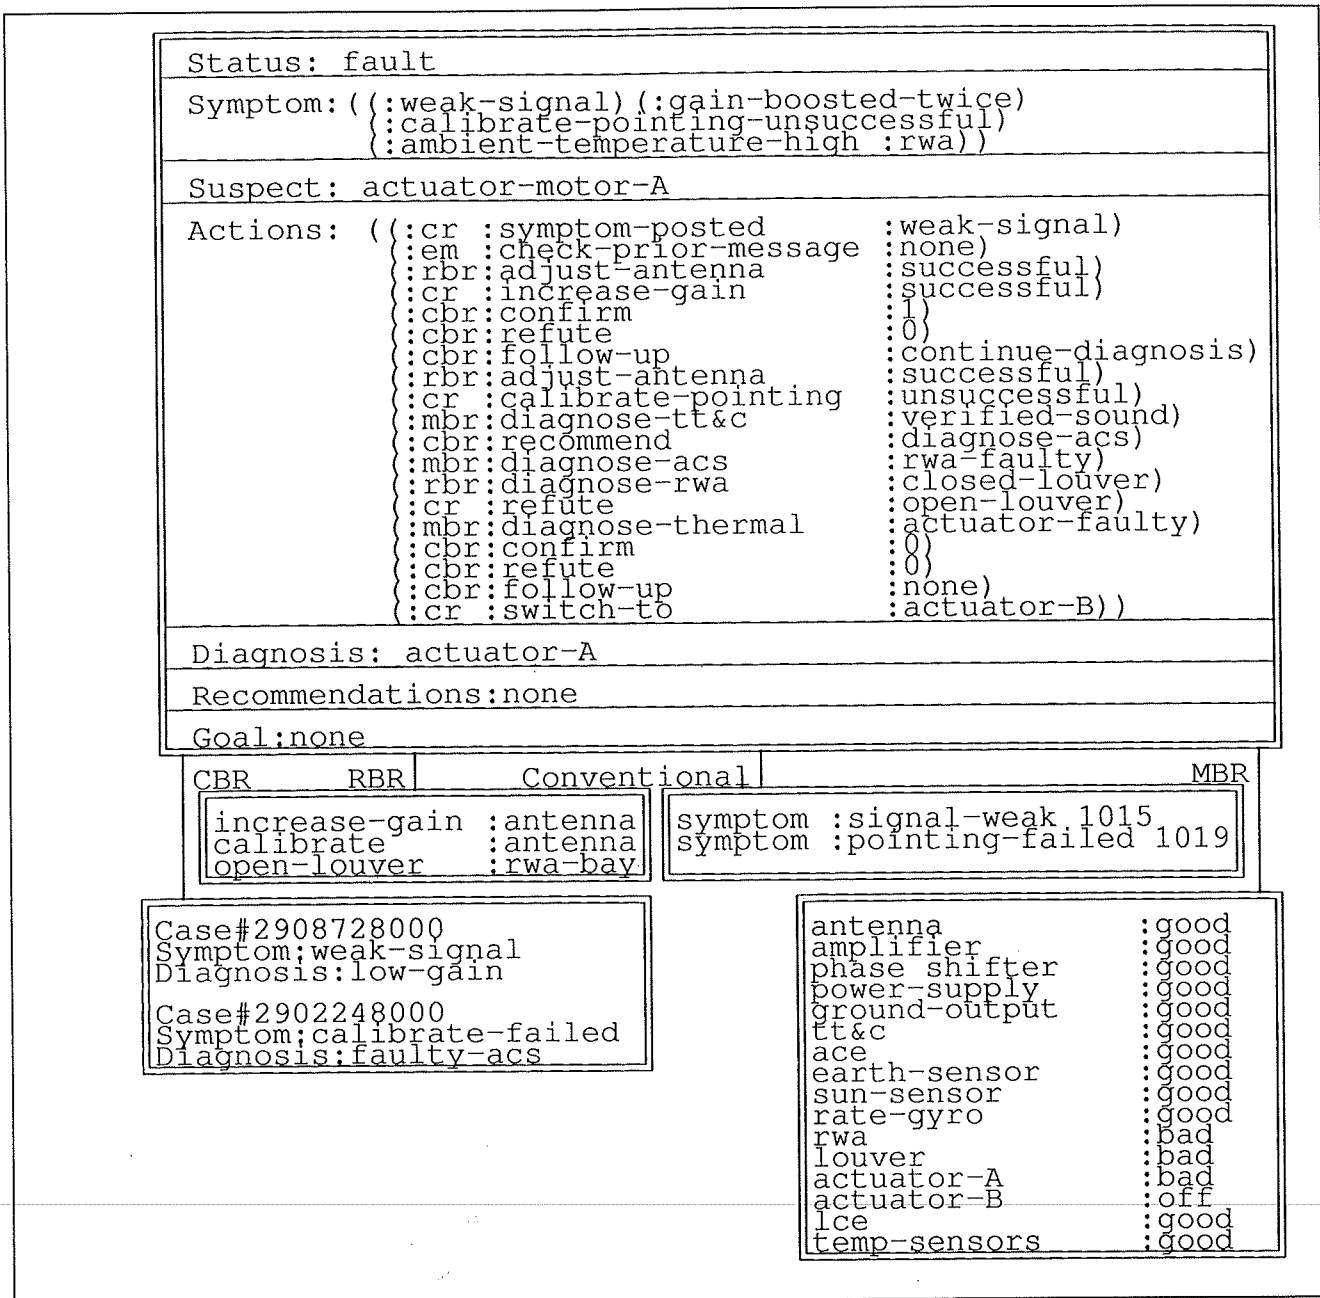 Status: fault
Symptom:((:weak-signal)(:gain-boosted-twice)
(:calibrate-pointing-unsuccessful)
(:ambient-temperature-high :rwa))
Suspect: actuator-motor-A
Actions: ((:cr :symptom-posted :weak-signal)
(:em :check-prior-message :none)
(:rbr:adjust-antenna :successful)
(:cr :increase-gain :successful)
(:cbr:confirm :1)
(:cbr:refute :0)
(:cbr:follow-up :continue-diagnosis)
(:rbr:adjust-antenna :successful)
(:cr :calibrate-pointing :unsuccessful)
(:mbr:diagnose-tt&c :verified-sound)
(:cbr:recommend :diagnose-acs)
(:mbr:diagnose-acs :rwa-faulty)
(:rbr:diagnose-rwa :closed-louver)
(:cr :refute :open-louver)
(:mbr:diagnose-thermal :actuator-faulty)
(:cbr:confirm :0)
(:cbr:refute :0)
(:cbr:follow-up :none)
(:cr :switch-to :actuator-B))
Diagnosis: actuator-A
Recommendations:none
Goal:none
CBR RBR Conventional MBR
increase-gain :antenna
calibrate :antenna
open-louver :rwa-bay
symptom :signal-weak 1015
symptom :pointing-failed 1019
Case#2908728000
Symptom:weak-signal
Diagnosis:low-gain
Case#2902248000
Symptom:calibrate-failed
Diagnosis:faulty-acs
antenna :good
amplifier :good
phase shifter :good
power-supply :good
ground-output :good
tt&c :good
ace :good
earth-sensor :good
sun-sensor :good
rate-gyro :good
rwa :bad
louver :bad
actuator-A :bad
actuator-B :off
lce :good
temp-sensors :good